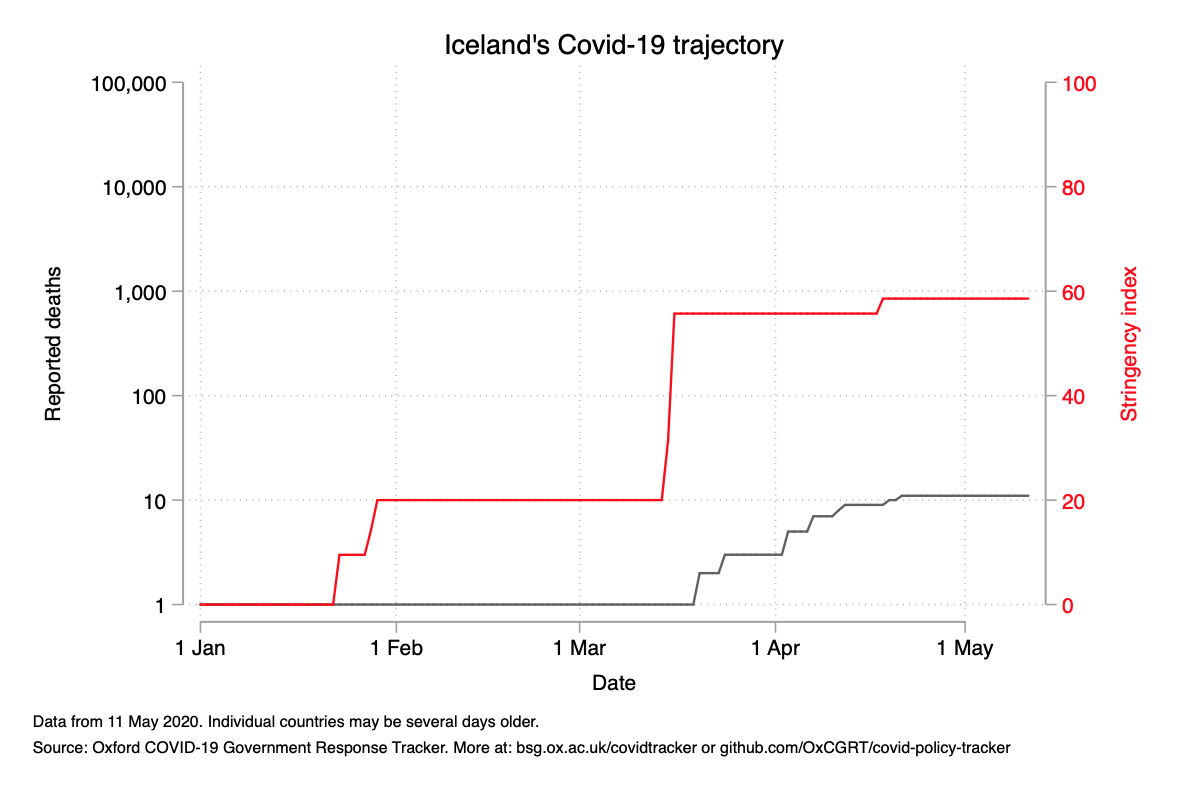 Iceland's Covid-19 trajectory
100,000
10,000
1,000
100
10
1
Reported deaths
100
80
60
40
20
0
Stringency index
1 Jan
1 Feb
1 Mar
1 Apr
1 May
Date
Data from 11 May 2020. Individual countries may be several days older.
Source: Oxford COVID-19 Government Response Tracker. More at: bsg.ox.ac.uk/covidtracker or github.com/OxCGRT/covid-policy-tracker